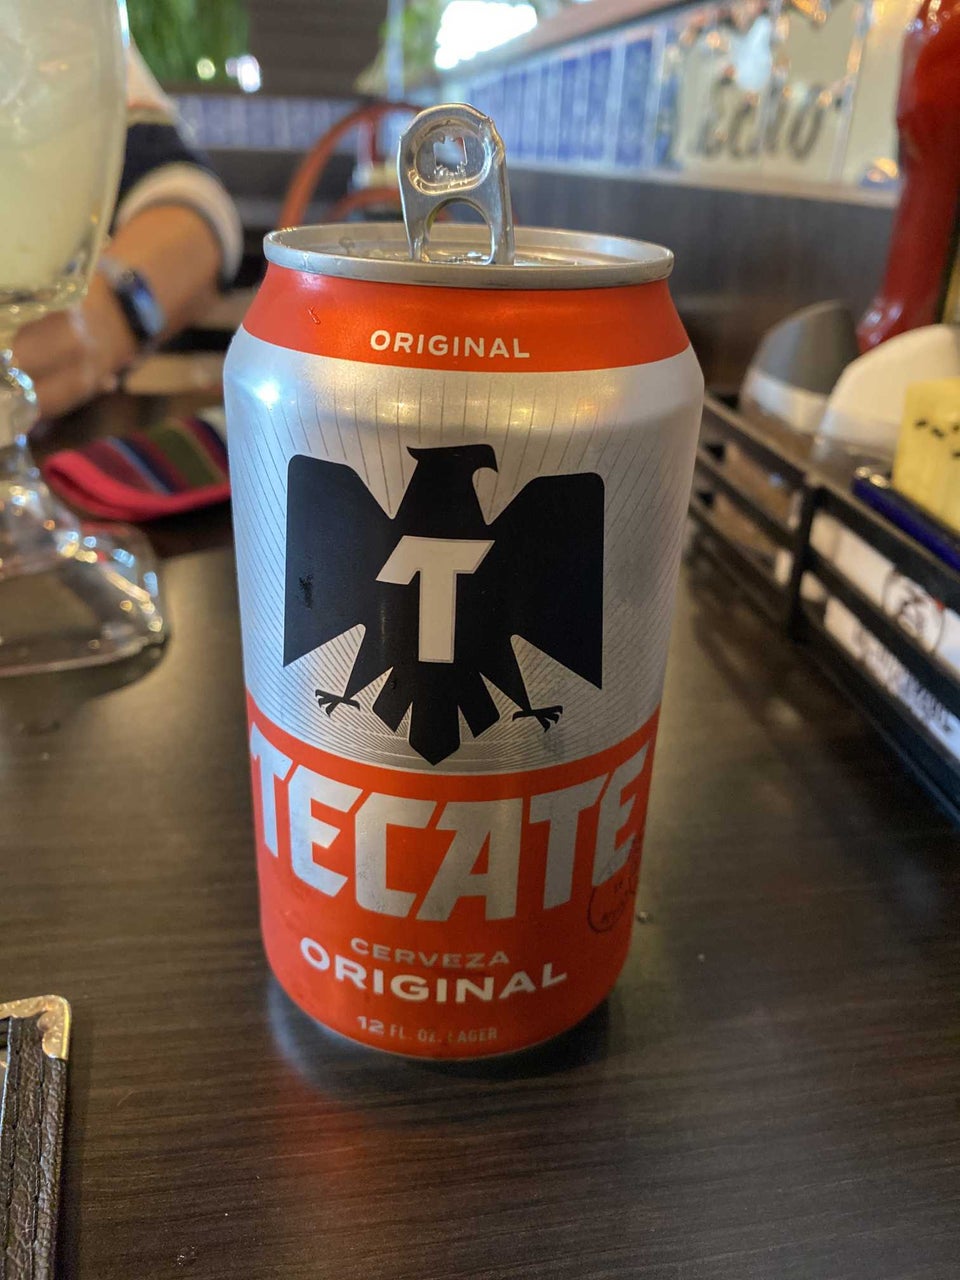 ORIGINAL
T
TECATE
CERVEZA
ORIGINAL
12 FL. OZ. LAGER